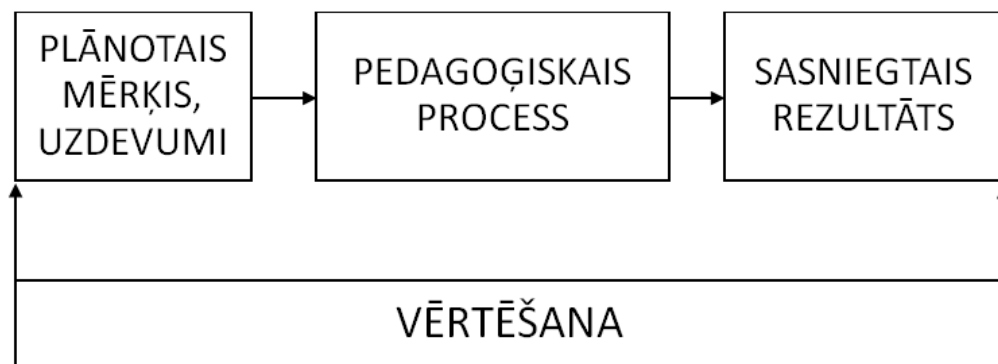 PLĀNOTAIS
MĒRĶIS,
UZDEVUMI
PEDAGOĢISKAIS
PROCESS
SASNIEGTAIS
REZULTĀTS
VĒRTĒŠANA